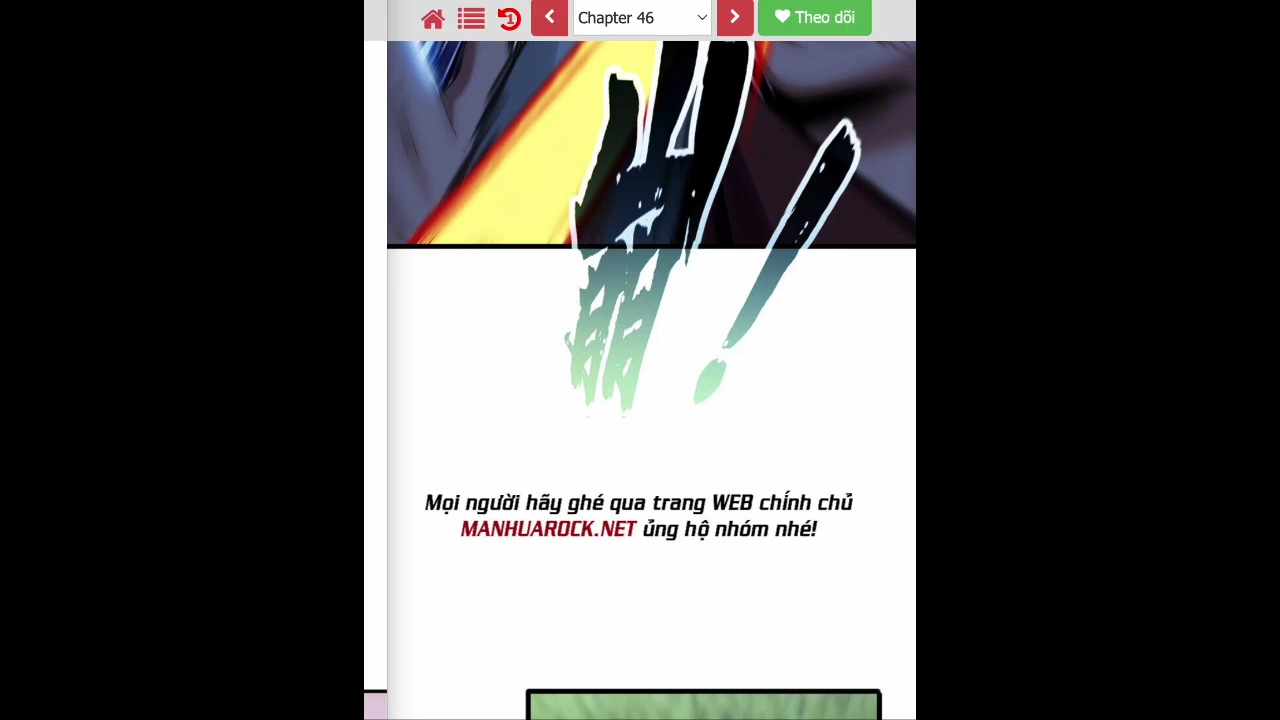 1
Chapter 46
Theo dõi
!
Mọi người hãy ghé qua trang WEB chính chủ
MANHUAROCK.NET ủng hộ nhóm nhé!